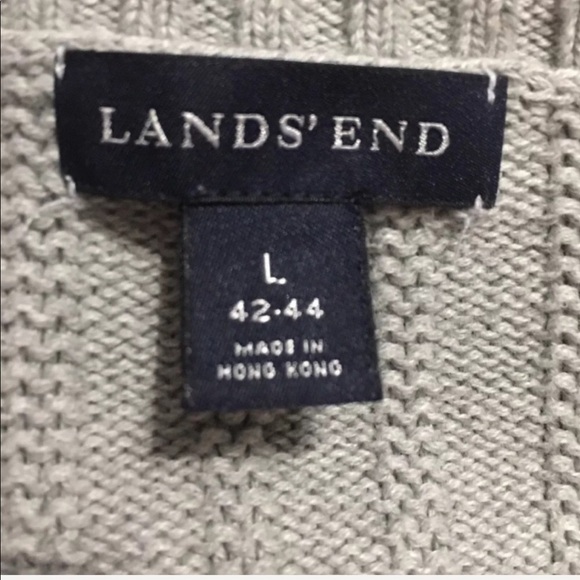 LANDS' END
L
42-44
MADE IN
HONG KONG